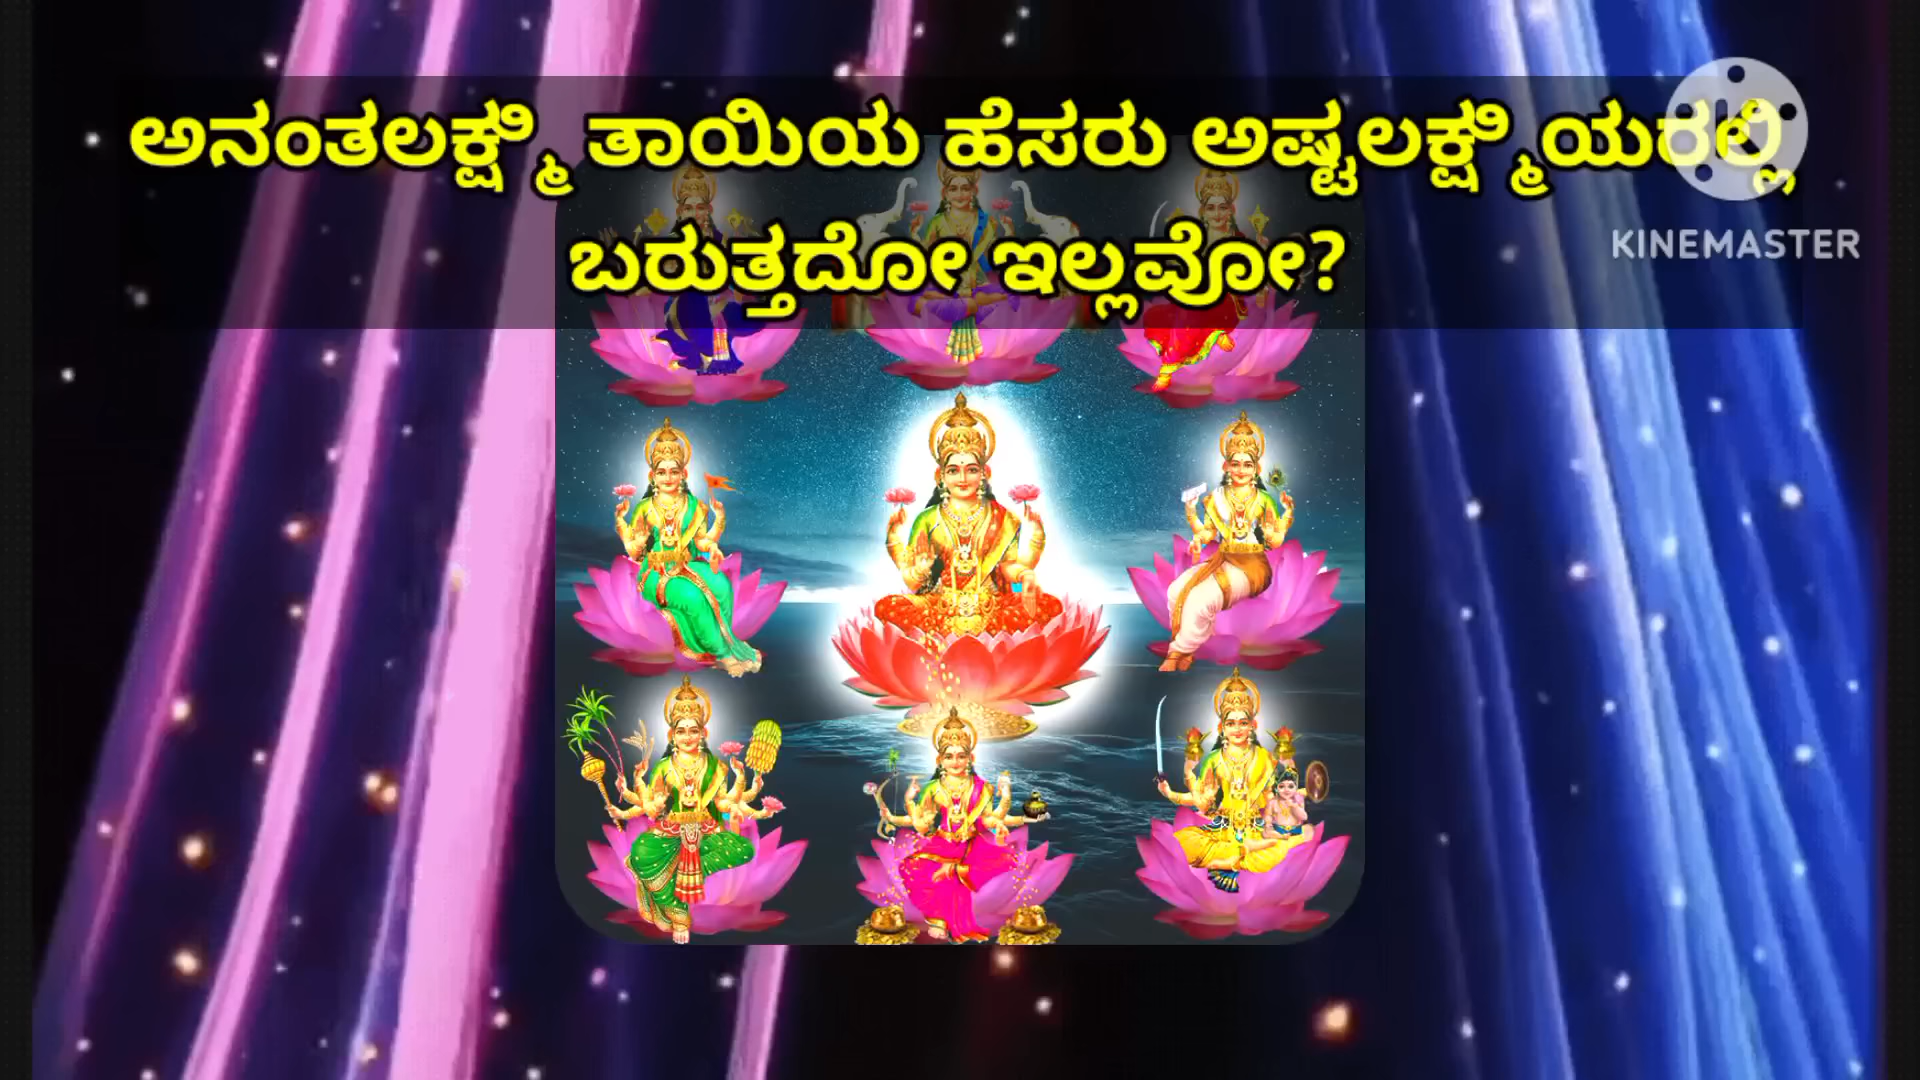 ಅನಂತಲಕ್ಷ್ಮಿ ತಾಯಿಯ ಹೆಸರು ಅಷ್ಟಲಕ್ಷ್ಮಿಯರಲ್ಲಿ
ಬರುತ್ತದೋ ಇಲ್ಲವೋ?
KINEMASTER